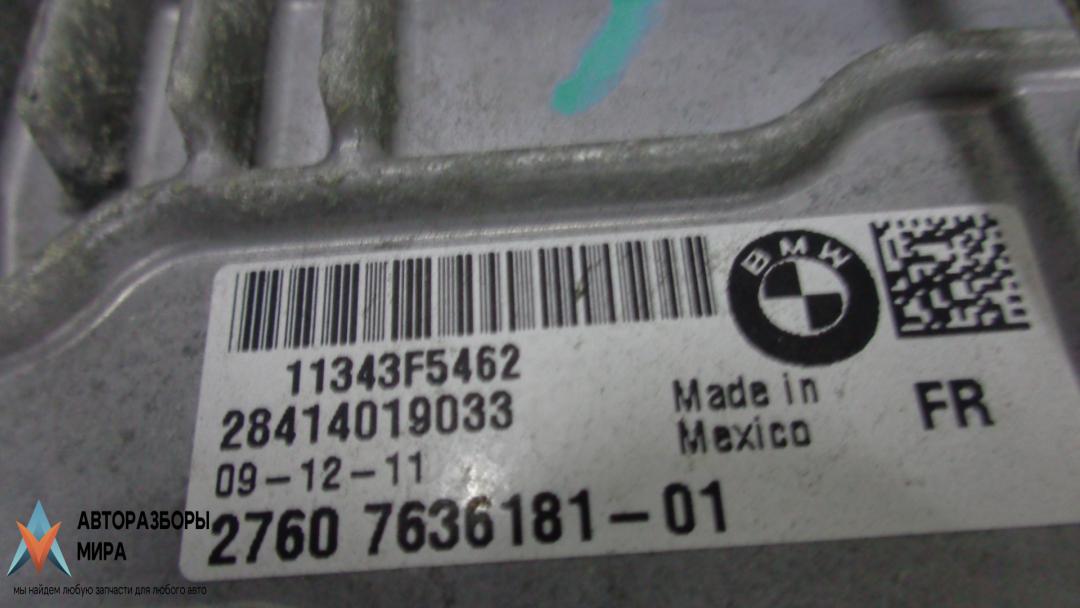 BMW
11343F5462
28414019033
Made in
Mexico
FR
09-12-11
2760 7636181-01
АВТОРАЗБОРЫ
МИРА
мы найдем любую запчасти для любого авто